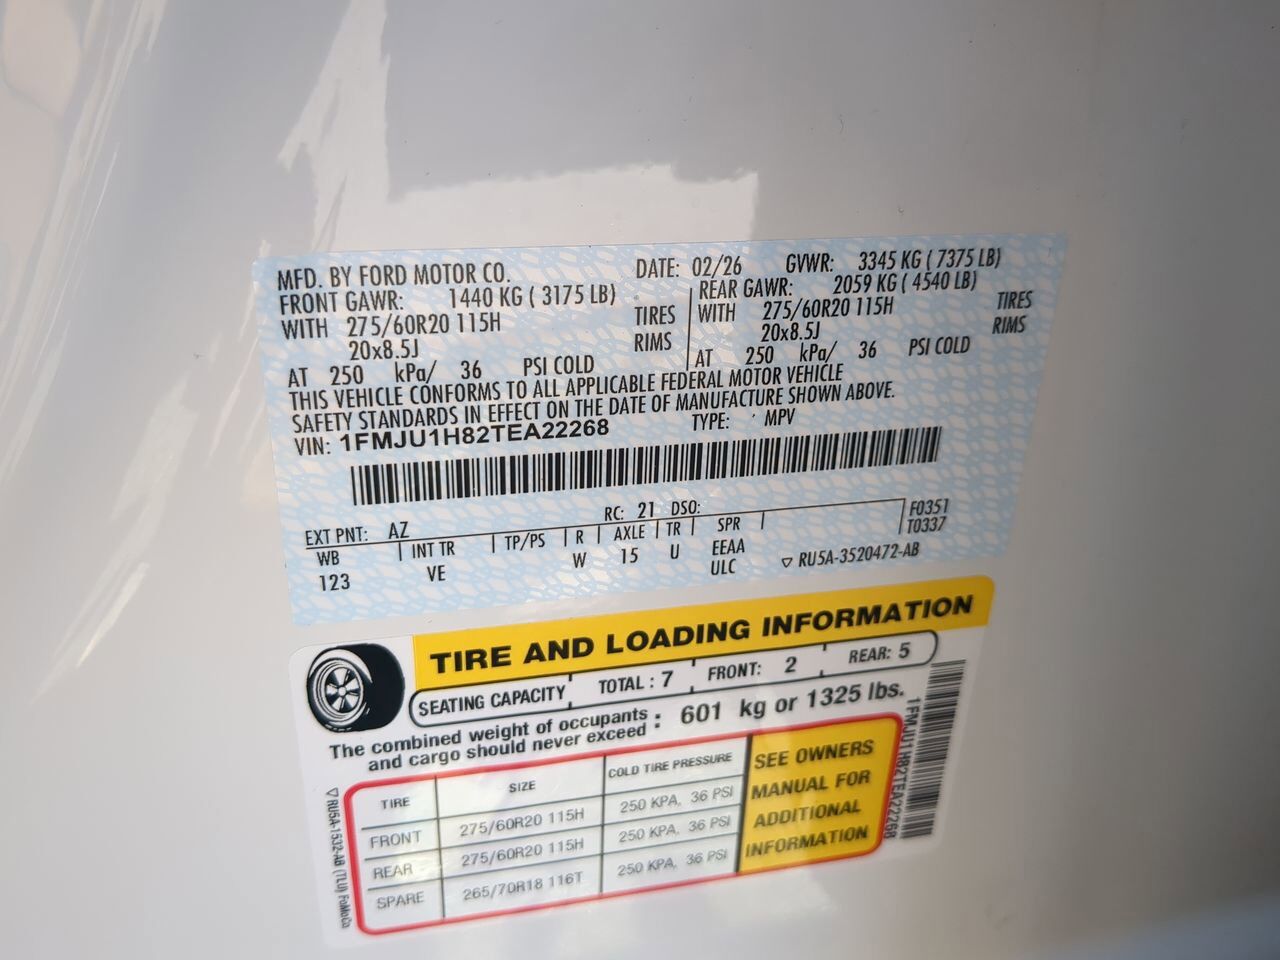 MFD. BY FORD MOTOR CO. DATE: 02/26 GVWR: 3345 KG ( 7375 LB)
FRONT GAWR: 1440 KG ( 3175 LB) REAR GAWR: 2059 KG ( 4540 LB)
WITH 275/60R20 115H TIRES WITH 275/60R20 115H TIRES
20x8.5J RIMS 20x8.5J RIMS
AT 250 kPa/ 36 PSI COLD AT 250 kPa/ 36 PSI COLD
THIS VEHICLE CONFORMS TO ALL APPLICABLE FEDERAL MOTOR VEHICLE
SAFETY STANDARDS IN EFFECT ON THE DATE OF MANUFACTURE SHOWN ABOVE.
VIN: 1FMJU1H82TEA22268 TYPE: MPV
EXT PNT: AZ RC: 21 DSO: F0351
WB INT TR TP/PS R AXLE TR SPR T0337
123 VE W 15 U EEAA
ULC RU5A-3520472-AB
TIRE AND LOADING INFORMATION
SEATING CAPACITY TOTAL : 7 FRONT: 2 REAR: 5
The combined weight of occupants
and cargo should never exceed : 601 kg or 1325 lbs.
TIRE SIZE COLD TIRE PRESSURE
FRONT 275/60R20 115H 250 KPA, 36 PSI
REAR 275/60R20 115H 250 KPA, 36 PSI
SPARE 265/70R18 116T 250 KPA, 36 PSI
SEE OWNERS
MANUAL FOR
ADDITIONAL
INFORMATION
1FMJU1H82TEA22268
RU5A-1532-AB (TLU) FoMoCo